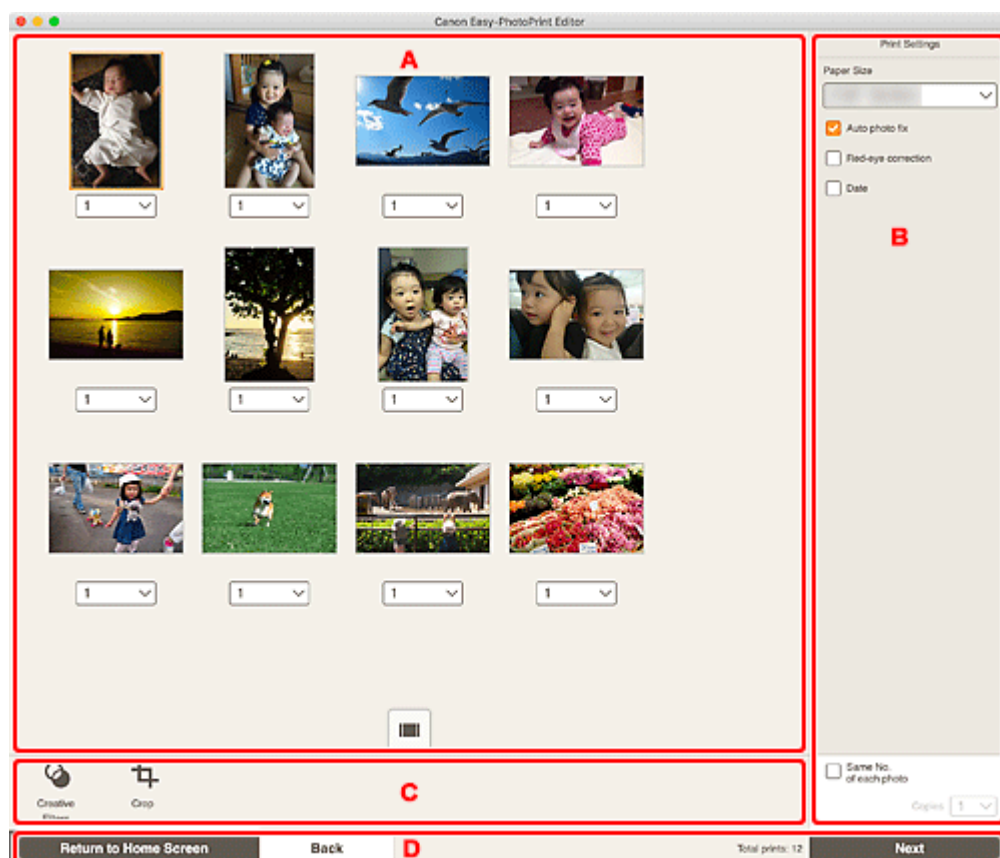 Canon Easy-PhotoPrint Editor
A
Print Settings
Paper Size
Auto photo fix
Red-eye correction
Date
B
1 1 1 1
1 1 1 1
1 1 1 1
Same No.
of each photo
Copies 1
Creative
Filters
Crop
C
Return to Home Screen Back D Total prints: 12 Next